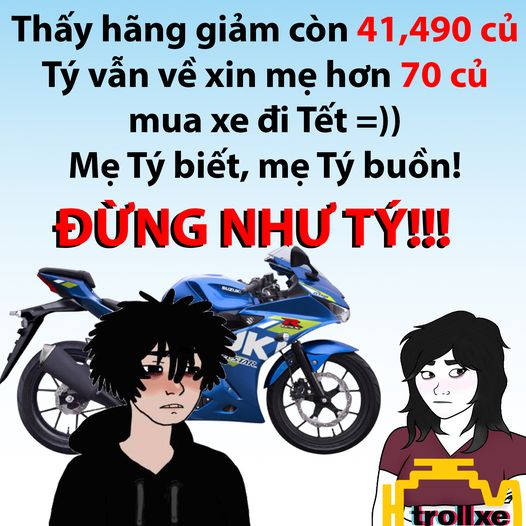 Thấy hãng giảm còn 41,490 củ
Tý vẫn về xin mẹ hơn 70 củ
mua xe đi Tết =))
Mẹ Tý biết, mẹ Tý buồn!
ĐỪNG NHƯ TÝ!!!
SUZUKI
R
trollxe